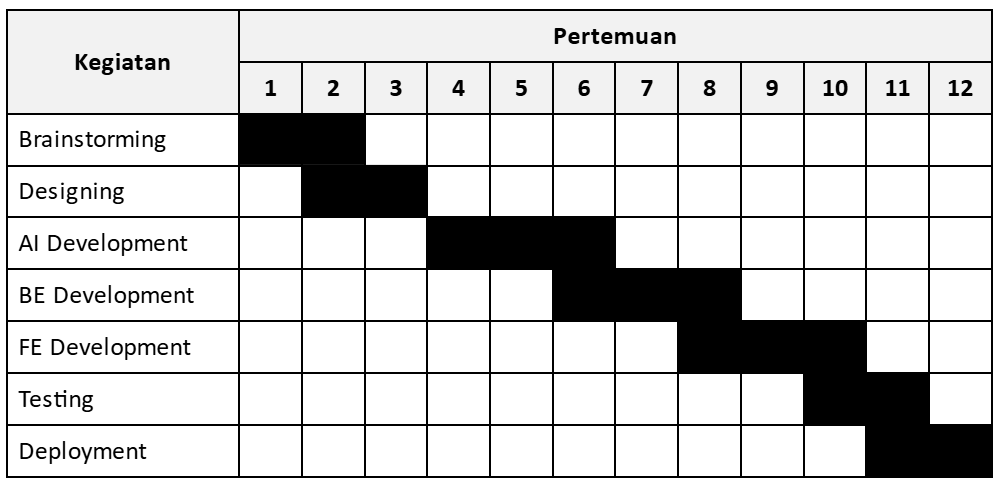 Kegiatan
Pertemuan
1 2 3 4 5 6 7 8 9 10 11 12
Brainstorming
Designing
AI Development
BE Development
FE Development
Testing
Deployment